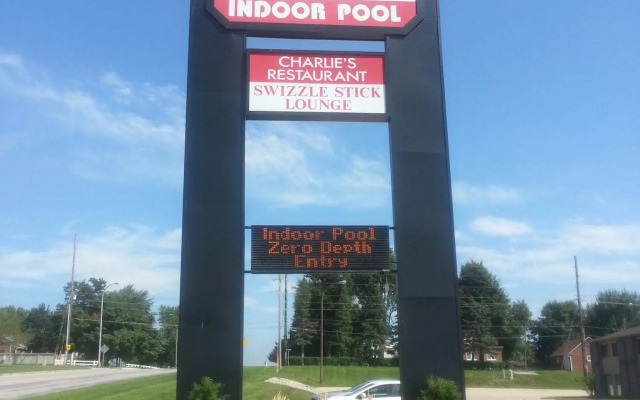 INDOOR POOL
CHARLIE'S
RESTAURANT
SWIZZLE STICK
LOUNGE
Indoor Pool
Zero Depth
Entry